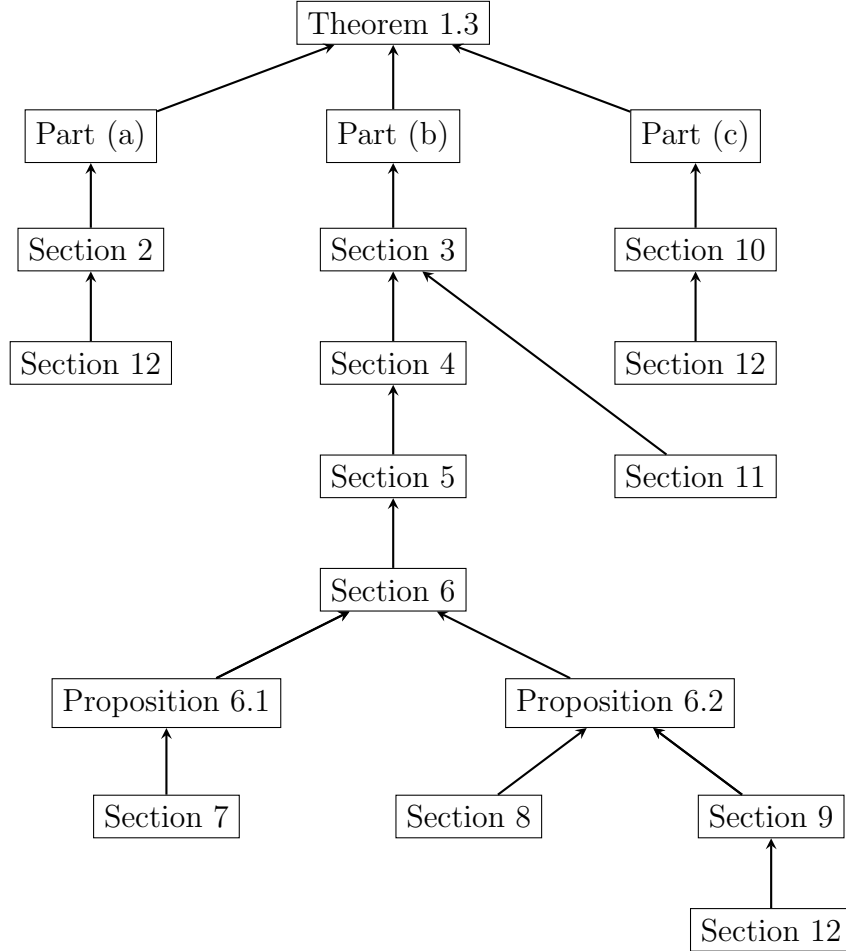 Theorem 1.3
Part (a)
Part (b)
Part (c)
Section 2
Section 3
Section 10
Section 12
Section 4
Section 12
Section 5
Section 11
Section 6
Proposition 6.1
Proposition 6.2
Section 7
Section 8
Section 9
Section 12